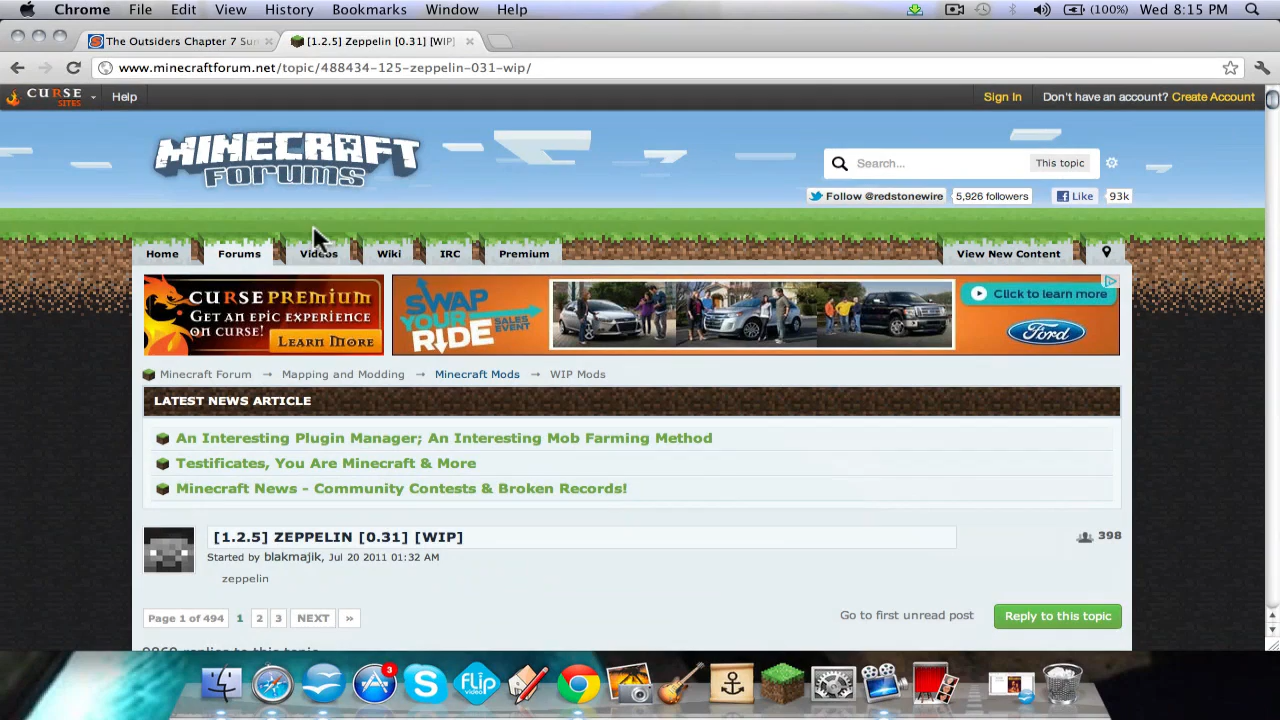 Chrome File Edit View History Bookmarks Window Help (100%) Wed 8:15 PM
The Outsiders Chapter 7 Sun [1.2.5] Zeppelin [0.31] [WIP]
www.minecraftforum.net/topic/488434-125-zeppelin-031-wip/
CURSE SITES Help Sign In Don't have an account? Create Account
MINECRAFT
FORUMS
Search... This topic
Follow @redstonewire 5,926 followers Like 93k
Home Forums Videos Wiki IRC Premium View New Content
CURSE PREMIUM
GET AN EPIC EXPERIENCE
ON CURSE! LEARN MORE
SWAP
YOUR
RIDE SALES EVENT
Click to learn more
Ford
Minecraft Forum → Mapping and Modding → Minecraft Mods → WIP Mods
LATEST NEWS ARTICLE
An Interesting Plugin Manager; An Interesting Mob Farming Method
Testificates, You Are Minecraft & More
Minecraft News - Community Contests & Broken Records!
[1.2.5] ZEPPELIN [0.31] [WIP] 398
Started by blakmajik, Jul 20 2011 01:32 AM
zeppelin
Page 1 of 494 1 2 3 NEXT » Go to first unread post Reply to this topic
3
flip
video